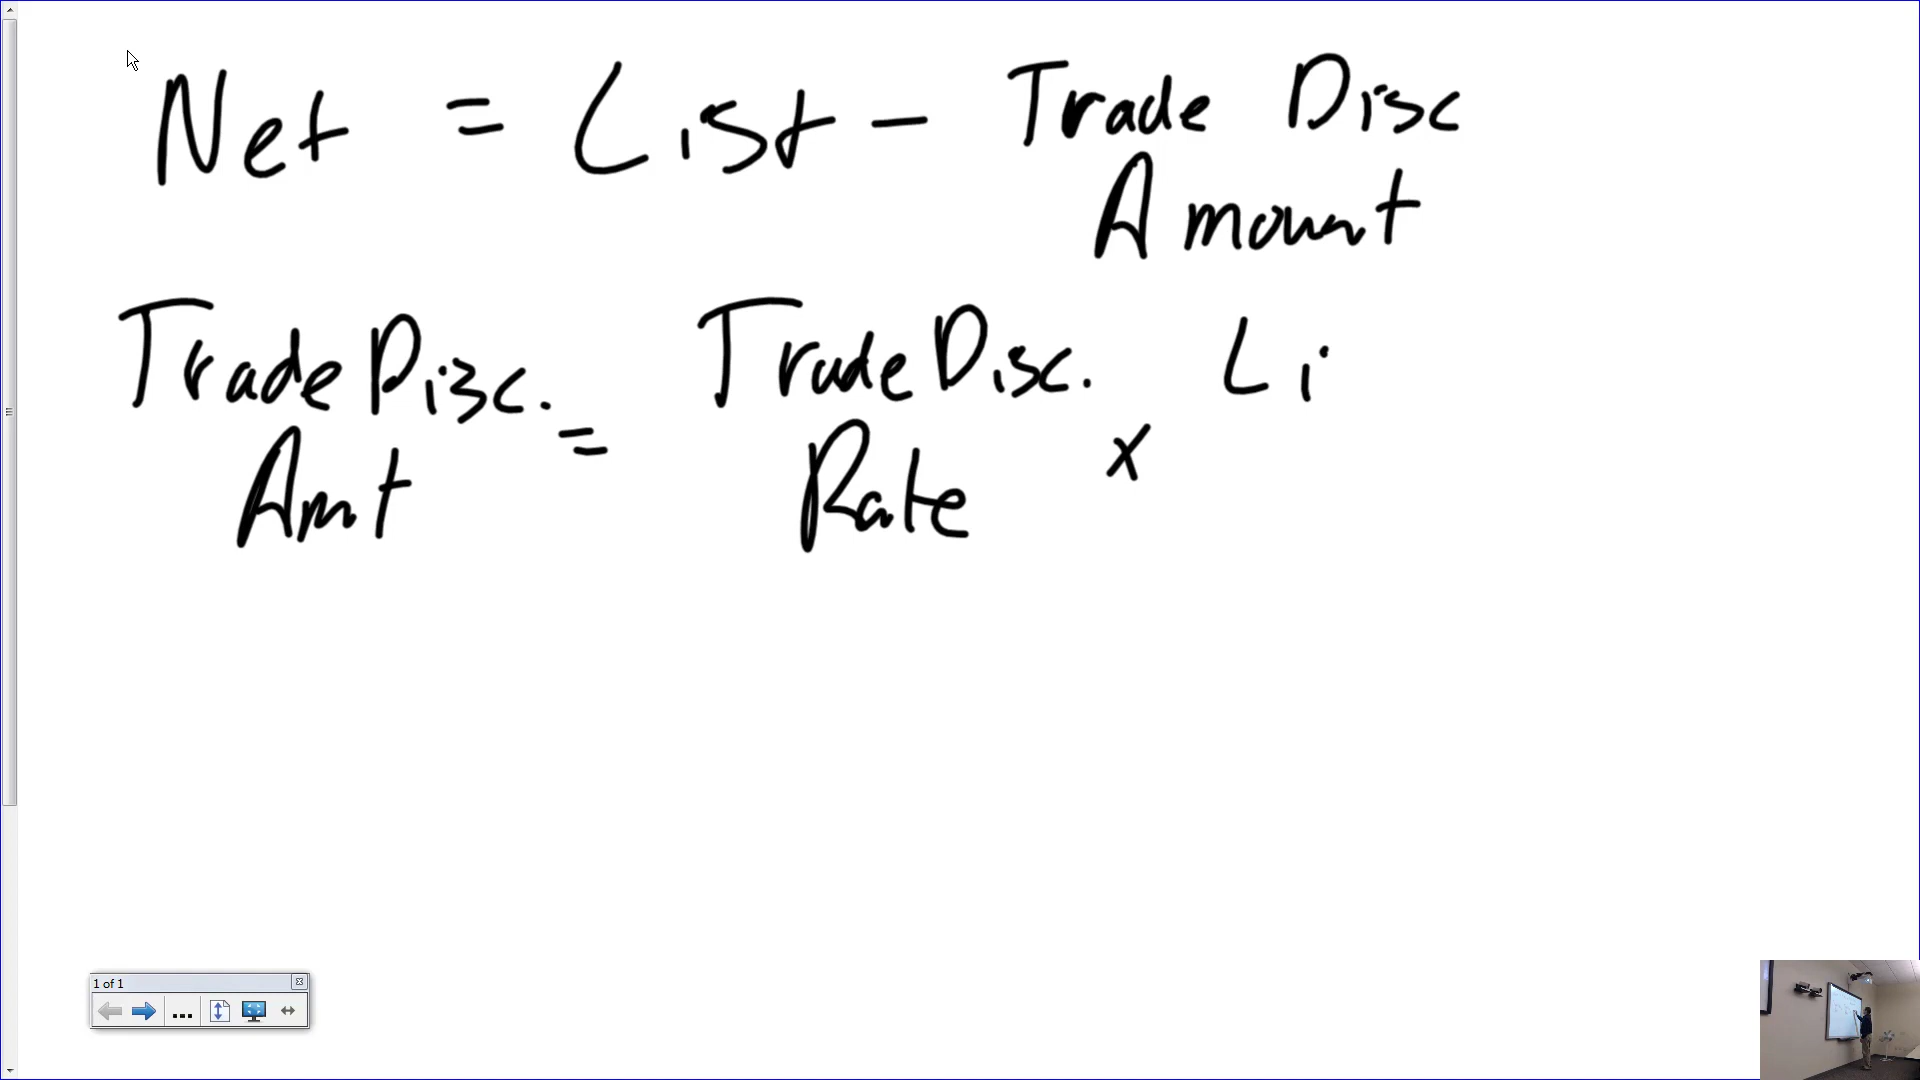 Net = List - Trade Disc
Amount
Trade Disc. Trade Disc. Li
= x
Amt Rate
1 of 1